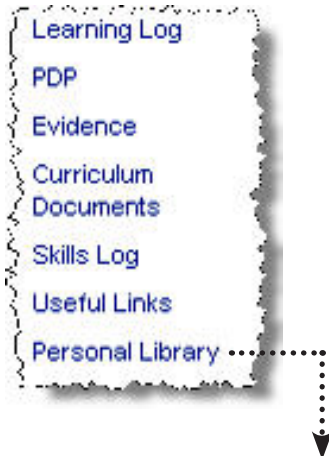 Learning Log
PDP
Evidence
Curriculum
Documents
Skills Log
Useful Links
Personal Library